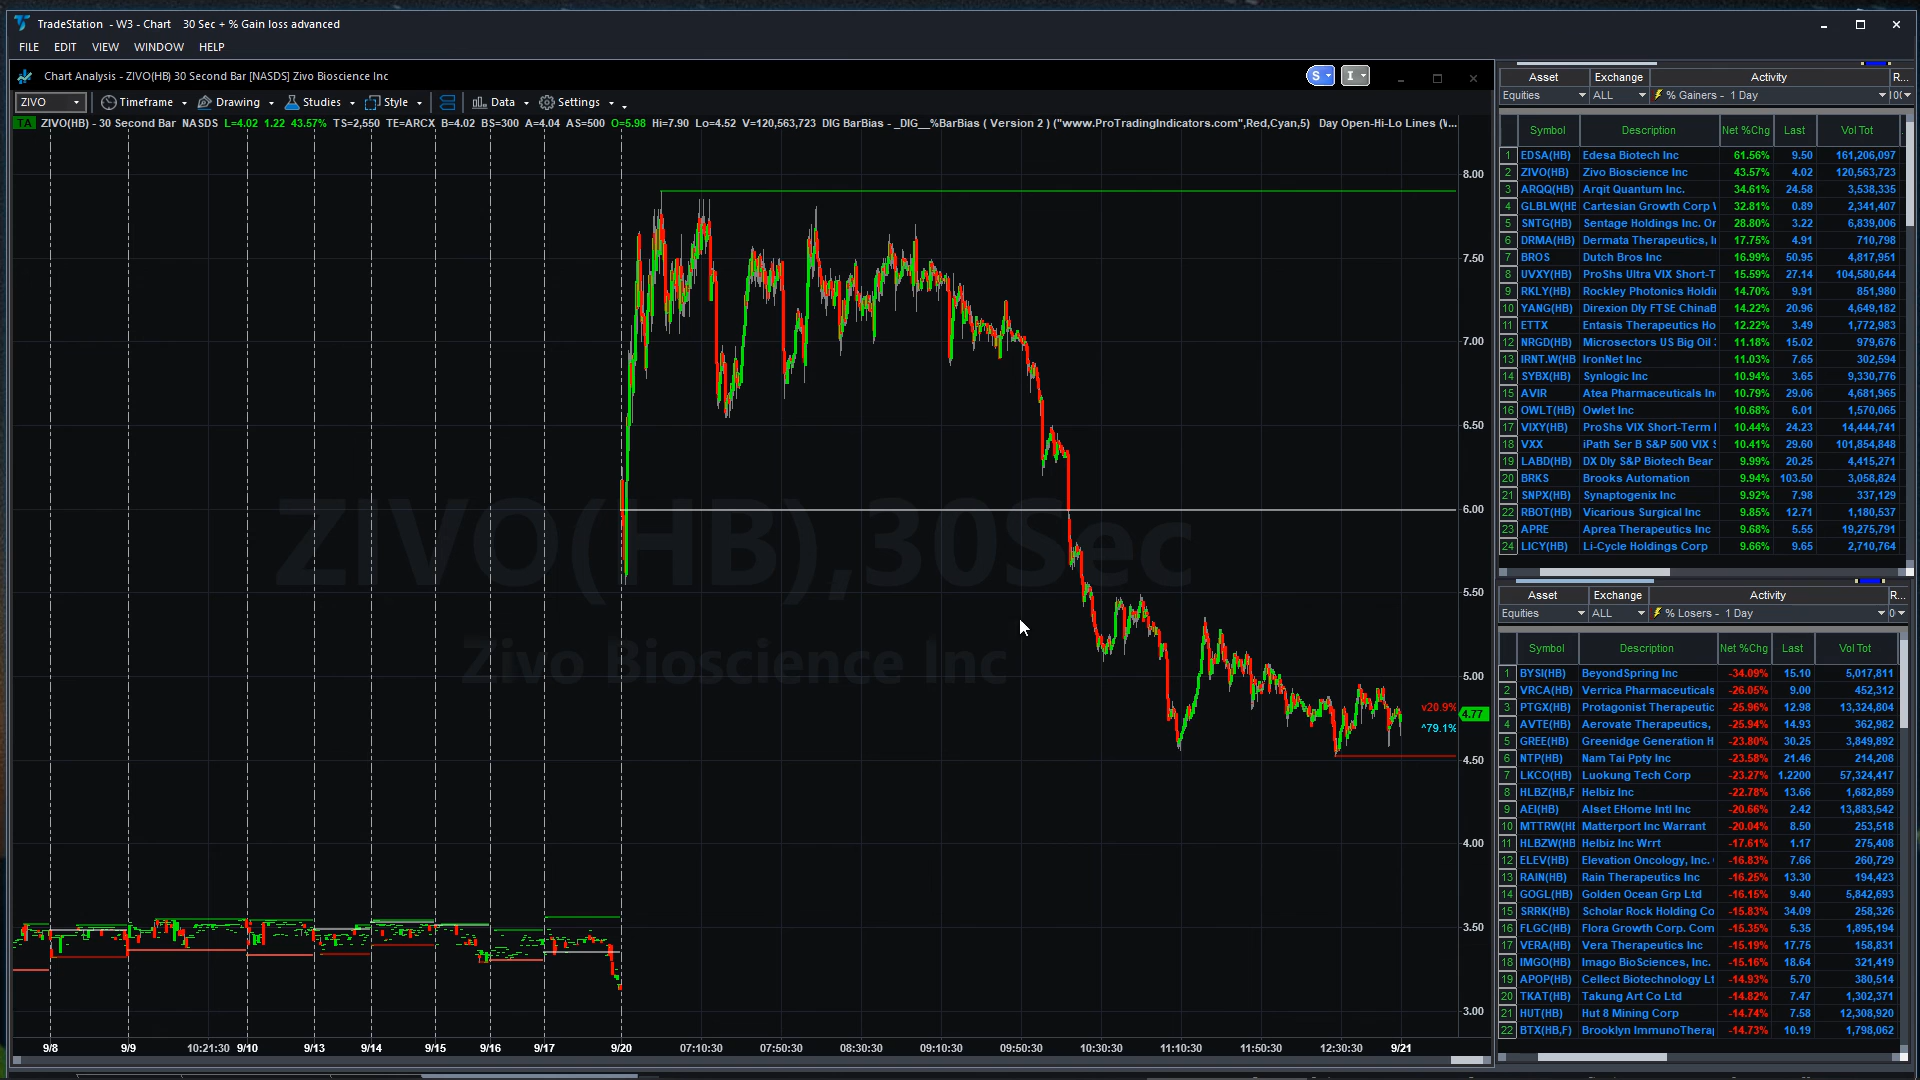 TradeStation - W3 - Chart 30 Sec + % Gain loss advanced
FILE EDIT VIEW WINDOW HELP
Chart Analysis - ZIVO(HB) 30 Second Bar [NASDS] Zivo Bioscience Inc
S I
ZIVO Timeframe Drawing Studies Style Data Settings
TA ZIVO(HB) - 30 Second Bar NASDS L=4.02 1.22 43.57% TS=2,550 TE=ARCX B=4.02 BS=300 A=4.04 AS=500 O=5.98 Hi=7.90 Lo=4.52 V=120,563,723 DIG BarBias - _DIG__%BarBias ( Version 2 ) ("www.ProTradingIndicators.com",Red,Cyan,5) Day Open-Hi-Lo Lines (\...
8.00
7.50
7.00
6.50
6.00
5.50
5.00
v20.9% 4.77
^79.1%
4.50
4.00
3.50
3.00
ZIVO(HB),30Sec
Zivo Bioscience Inc
9/8 9/9 10:21:30 9/10 9/13 9/14 9/15 9/16 9/17 9/20 07:10:30 07:50:30 08:30:30 09:10:30 09:50:30 10:30:30 11:10:30 11:50:30 12:30:30 9/21
Asset Exchange Activity R...
Equities ALL % Gainers - 1 Day
Symbol Description Net %Chg Last Vol Tot
1 EDSA(HB) Edesa Biotech Inc 61.56% 9.50 161,206,097
2 ZIVO(HB) Zivo Bioscience Inc 43.57% 4.02 120,563,723
3 ARQQ(HB) Arqit Quantum Inc. 34.61% 24.58 3,538,335
4 GLBLW(HB Cartesian Growth Corp 32.81% 0.89 2,341,407
5 SNTG(HB) Sentage Holdings Inc. Or 28.80% 3.22 6,839,006
6 DRMA(HB) Dermata Therapeutics, I 17.75% 4.91 710,798
7 BROS Dutch Bros Inc 16.99% 50.95 4,817,951
8 UVXY(HB) ProShs Ultra VIX Short-T 15.59% 27.14 104,580,644
9 RKLY(HB) Rockley Photonics Holdi 14.70% 9.91 851,980
10 YANG(HB) Direxion Dly FTSE ChinaB 14.22% 20.96 4,649,182
11 ETTX Entasis Therapeutics Ho 12.22% 3.49 1,772,983
12 NRGD(HB) Microsectors US Big Oil 11.18% 15.02 979,676
13 IRNT.W(HB IronNet Inc 11.03% 7.65 302,594
14 SYBX(HB) Synlogic Inc 10.94% 3.65 9,330,776
15 AVIR Atea Pharmaceuticals In 10.79% 29.06 4,681,965
16 OWLT(HB) Owlet Inc 10.68% 6.01 1,570,065
17 VIXY(HB) ProShs VIX Short-Term 10.44% 24.23 14,444,741
18 VXX iPath Ser B S&P 500 VIX S 10.41% 29.60 101,854,848
19 LABD(HB) DX Dly S&P Biotech Bear 9.99% 20.25 4,415,271
20 BRKS Brooks Automation 9.94% 103.50 3,058,824
21 SNPX(HB) Synaptogenix Inc 9.92% 7.98 337,129
22 RBOT(HB) Vicarious Surgical Inc 9.85% 12.71 1,180,537
23 APRE Aprea Therapeutics Inc 9.68% 5.55 19,275,791
24 LICY(HB) Li-Cycle Holdings Corp 9.66% 9.65 2,710,764
Asset Exchange Activity R...
Equities ALL % Losers - 1 Day
Symbol Description Net %Chg Last Vol Tot
1 BYSI(HB) BeyondSpring Inc -34.09% 15.10 5,017,811
2 VRCA(HB) Verrica Pharmaceuticals -26.05% 9.00 452,312
3 PTGX(HB) Protagonist Therapeutic -25.96% 12.98 13,324,804
4 AVTE(HB) Aerovate Therapeutics, -25.94% 14.93 362,982
5 GREE(HB) Greenidge Generation H -23.80% 30.25 3,849,892
6 NTP(HB) Nam Tai Ppty Inc -23.58% 21.46 214,208
7 LKCO(HB) Luokung Tech Corp -23.27% 1.2200 57,324,417
8 HLBZ(HB,F Helbiz Inc -22.78% 13.66 1,682,859
9 AEI(HB) Alset EHome Intl Inc -20.66% 2.42 13,883,542
10 MTTRW(HB Matterport Inc Warrant -20.04% 8.50 253,518
11 HLBZW(HB Helbiz Inc Wrrt -17.61% 1.17 275,408
12 ELEV(HB) Elevation Oncology, Inc. -16.83% 7.66 260,729
13 RAIN(HB) Rain Therapeutics Inc -16.25% 13.30 194,423
14 GOGL(HB) Golden Ocean Grp Ltd -16.15% 9.40 5,842,693
15 SRRK(HB) Scholar Rock Holding Co -15.83% 34.09 258,326
16 FLGC(HB) Flora Growth Corp. Com -15.35% 5.35 1,895,194
17 VERA(HB) Vera Therapeutics Inc -15.19% 17.75 158,831
18 IMGO(HB) Imago BioSciences, Inc. -15.16% 18.64 321,419
19 APOP(HB) Cellect Biotechnology Lt -14.93% 5.70 380,514
20 TKAT(HB) Takung Art Co Ltd -14.82% 7.47 1,302,371
21 HUT(HB) Hut 8 Mining Corp -14.74% 7.58 12,308,920
22 BTX(HB,F) Brooklyn ImmunoThera -14.73% 10.19 1,798,062